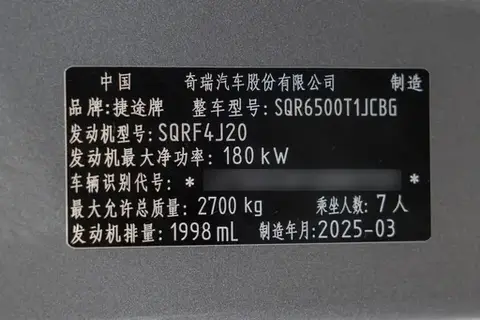 中国 奇瑞汽车股份有限公司 制造
品牌:捷途牌 整车型号:SQR6500T1JCBG
发动机型号:SQRF4J20
发动机最大净功率:180 kW
车辆识别代号:* *
最大允许总质量:2700 kg 乘坐人数:7 人
发动机排量:1998 mL 制造年月:2025-03